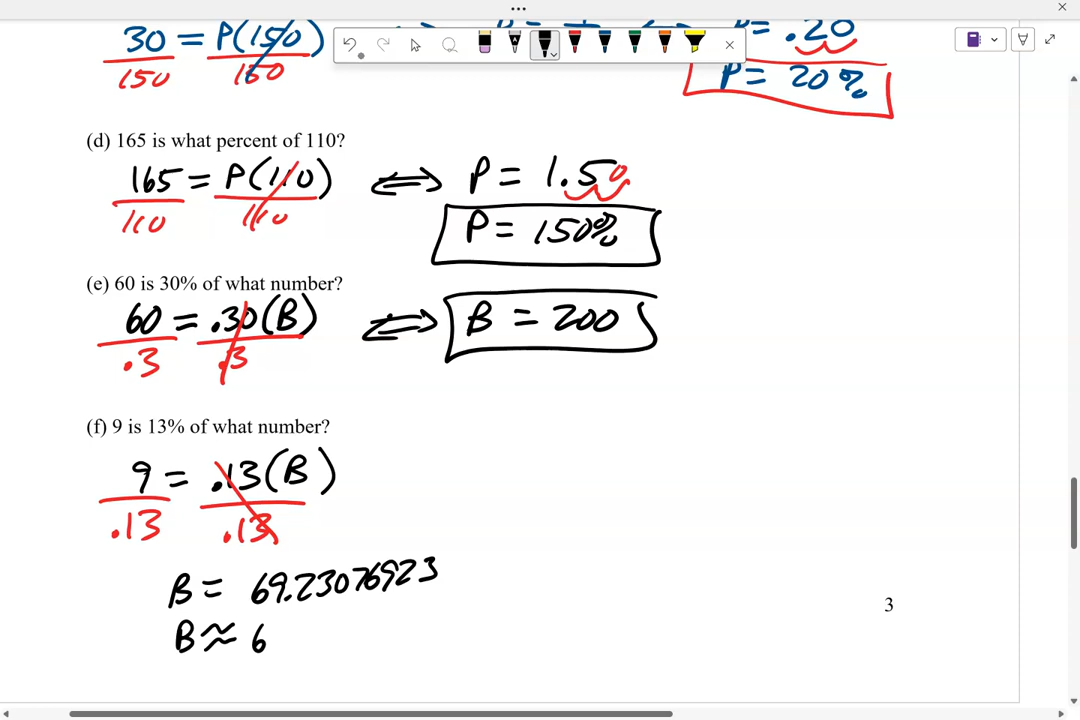 30 = P(150)
150 150
= .20
P = 20%
(d) 165 is what percent of 110?
165 = P(110) ⟺ P = 1.50
110 110
P = 150%
(e) 60 is 30% of what number?
60 = .30(B) ⟺ B = 200
.3 .3
(f) 9 is 13% of what number?
9 = .13(B)
.13 .13
B = 69.23076923
3
B ≈ 6